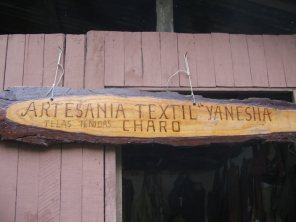 ARTESANIA TEXTIL "YANESHA"
TELAS TEÑIDAS CHARO